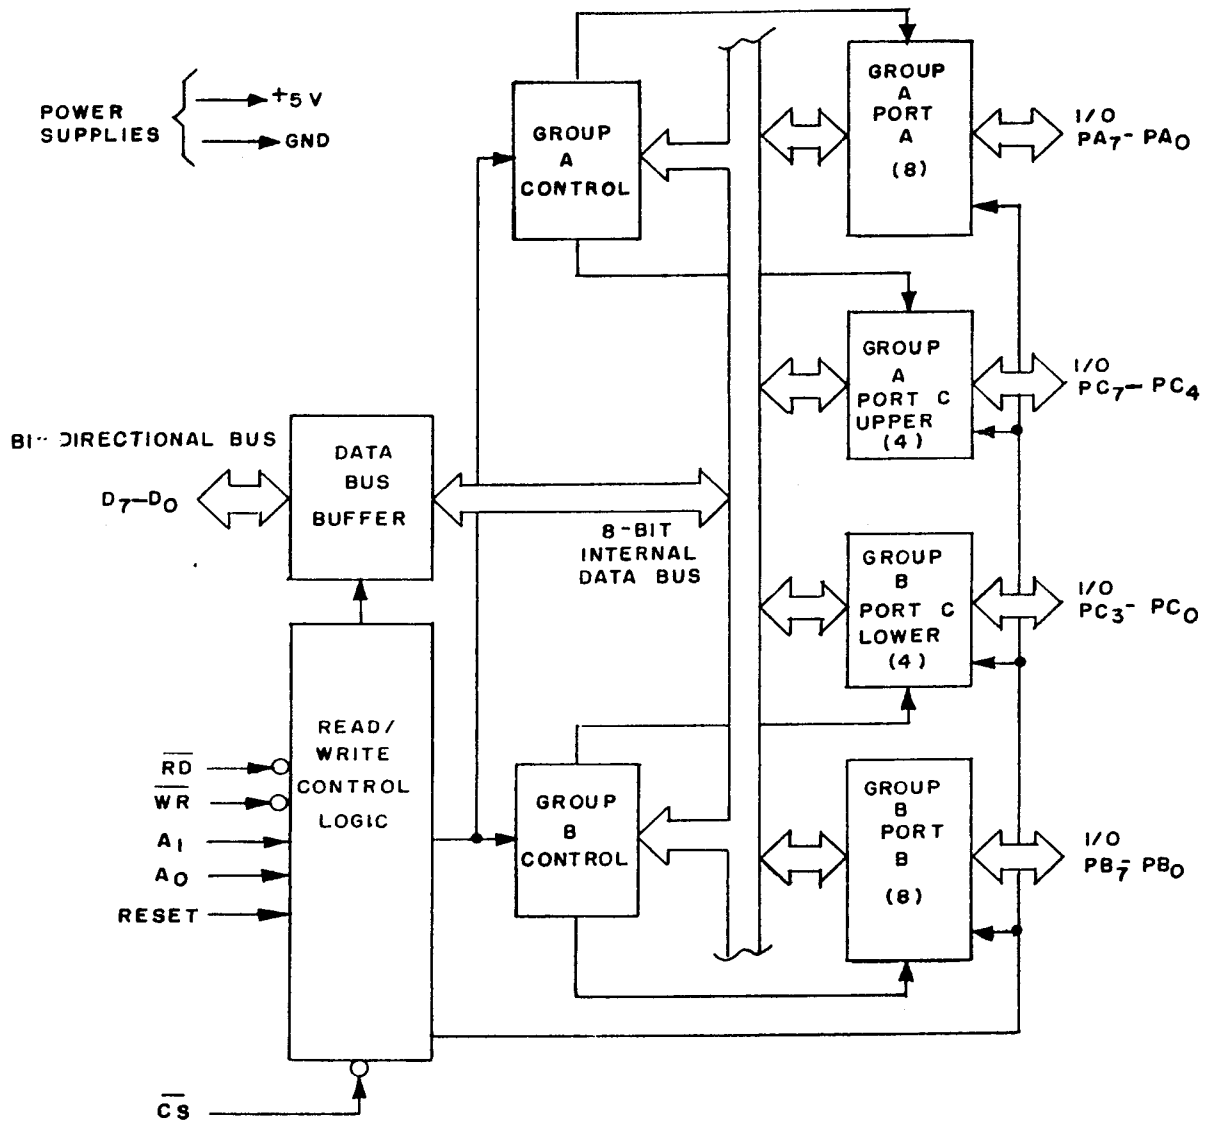 POWER
SUPPLIES
+5V
GND
GROUP
A
CONTROL
GROUP
A
PORT
A
(8)
I/O
PA7- PA0
GROUP
A
PORT C
UPPER
(4)
I/O
PC7— PC4
BI-DIRECTIONAL BUS
D7—D0
DATA
BUS
BUFFER
8-BIT
INTERNAL
DATA BUS
GROUP
B
PORT C
LOWER
(4)
I/O
PC3- PC0
READ/
WRITE
CONTROL
LOGIC
RD
WR
A1
A0
RESET
CS
GROUP
B
CONTROL
GROUP
B
PORT
B
(8)
I/O
PB7- PB0